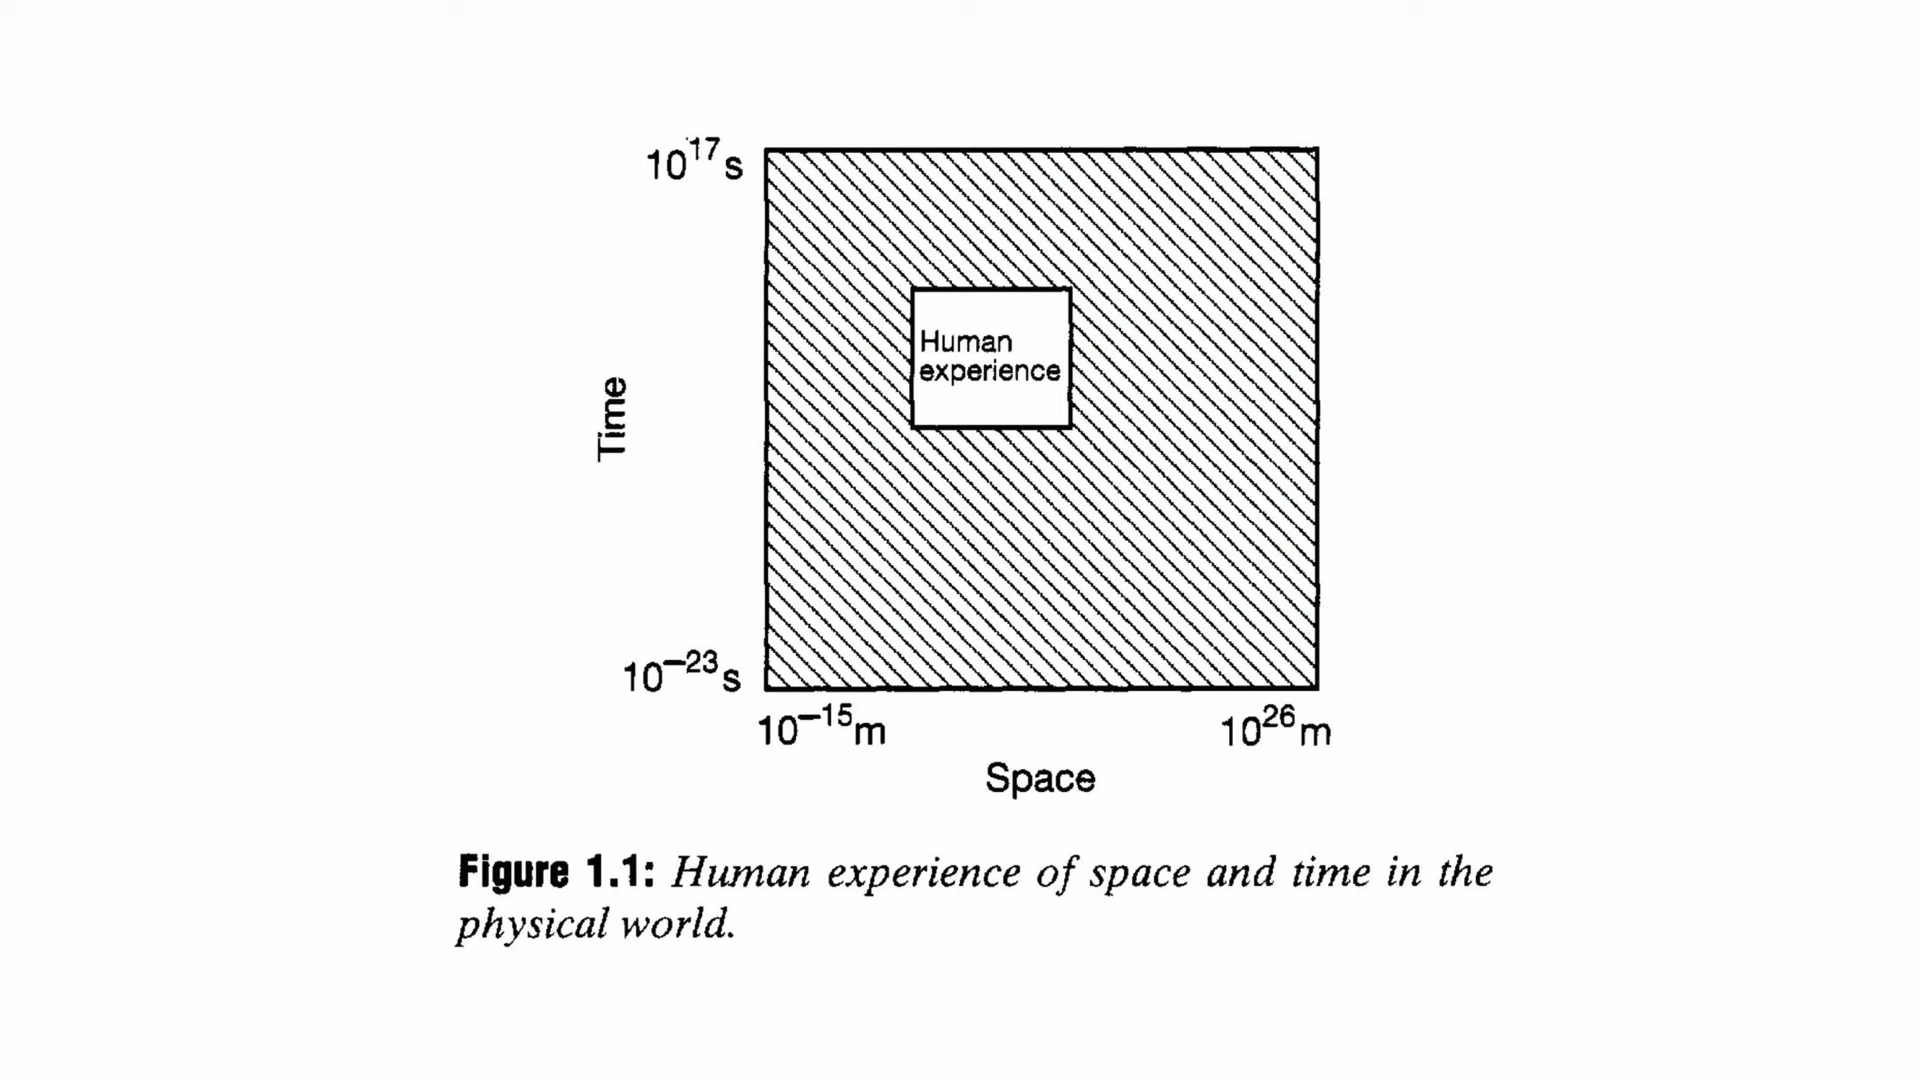 10¹⁷s
Human
experience
Time
10⁻²³s
10⁻¹⁵m
10²⁶m
Space
Figure 1.1: Human experience of space and time in the
physical world.